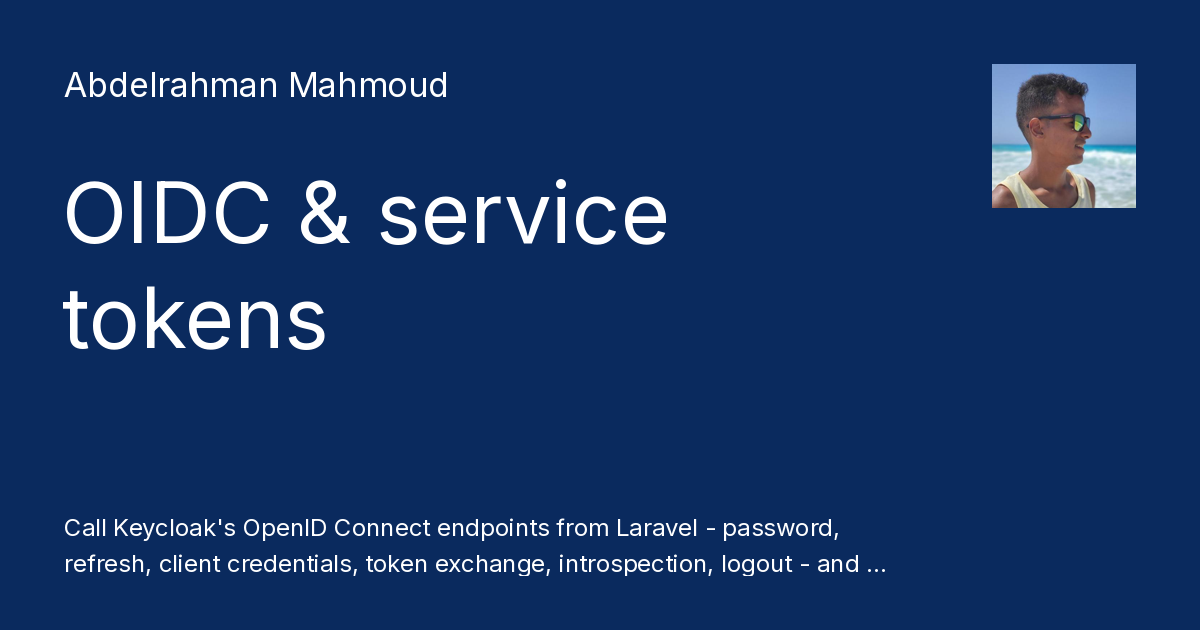 Abdelrahman Mahmoud
OIDC & service
tokens
Call Keycloak's OpenID Connect endpoints from Laravel - password,
refresh, client credentials, token exchange, introspection, logout - and ...